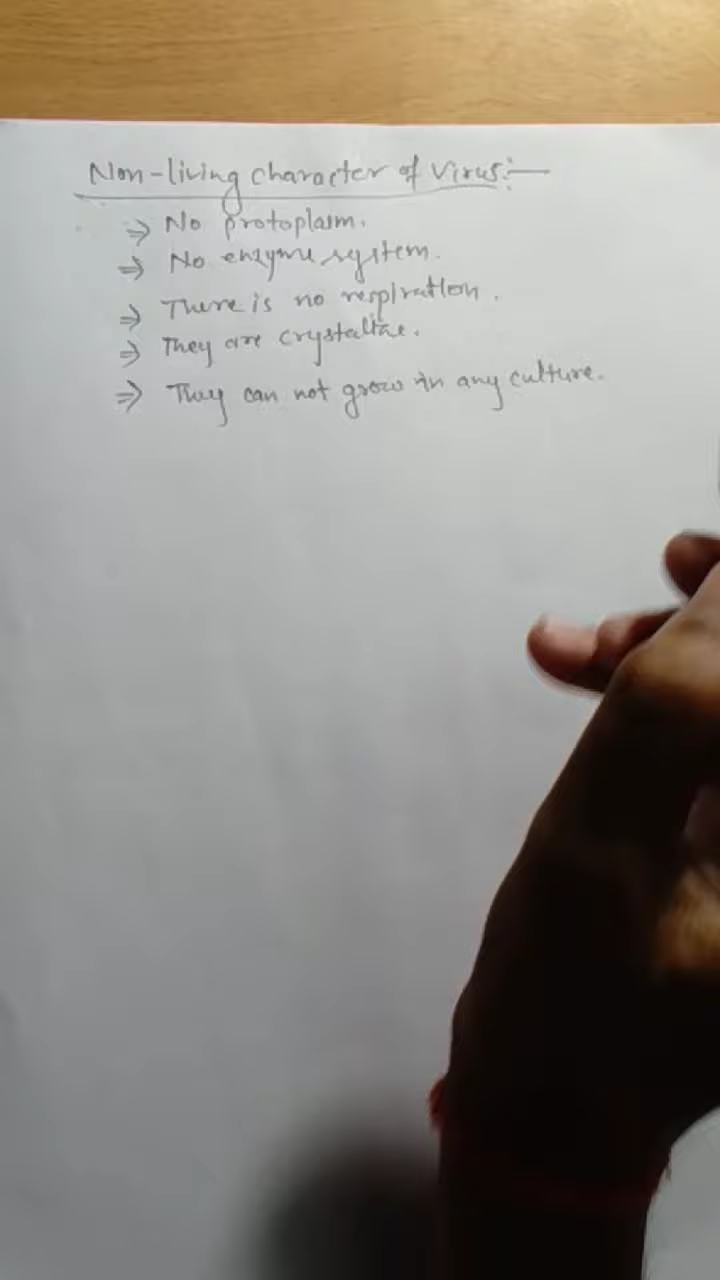 Non-living character of Virus:—
⇒ No protoplasm.
⇒ No enzyme system.
⇒ There is no respiration.
⇒ They are crystaline.
⇒ They can not grow in any culture.